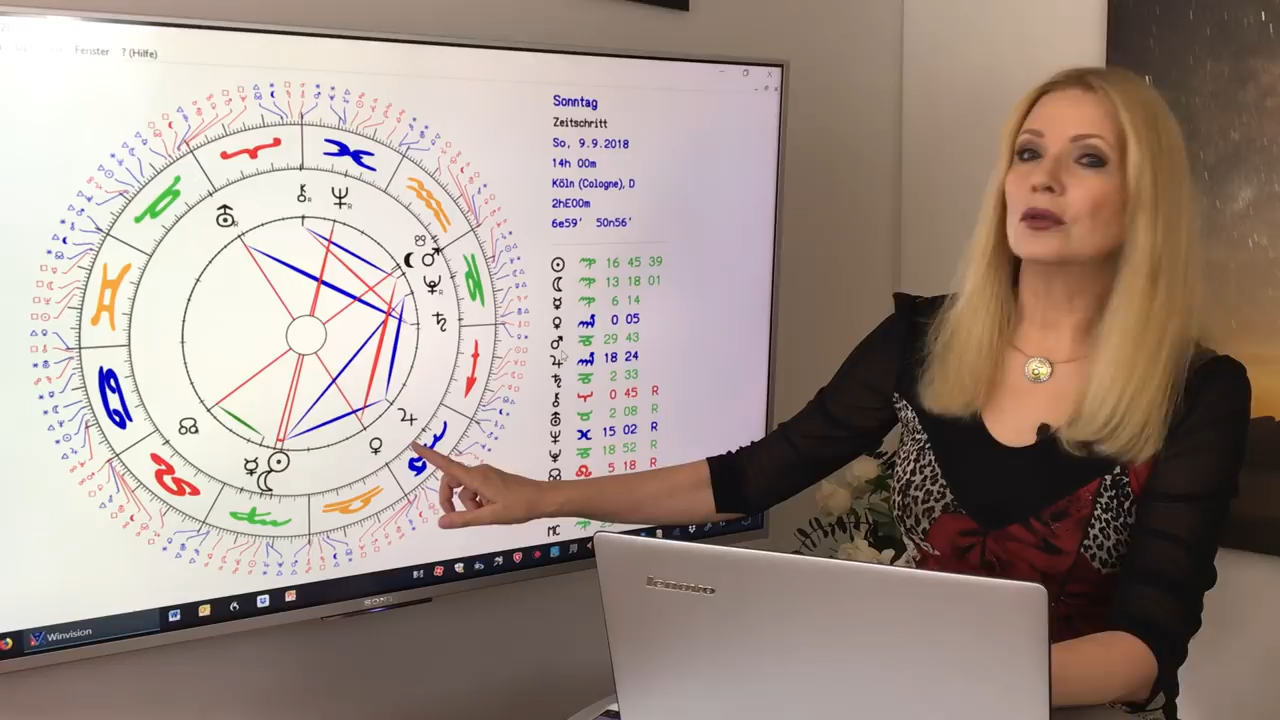 Fenster ? (Hilfe)
Sonntag
Zeitschritt
So, 9.9.2018
14h 00m
Köln (Cologne), D
2hE00m
6e59' 50n56'
☉ ♍ 16 45 39
☾ ♍ 13 18 01
☿ ♍ 6 14
♀ ♏ 0 05
♂ ♑ 29 43
♃ ♏ 18 24
♄ ♑ 2 33
⚷ ♈ 0 45 R
⛢ ♉ 2 08 R
♆ ♓ 15 02 R
♇ ♑ 18 52 R
☊ ♌ 5 18 R
MC
Winvision
SONY
lenovo